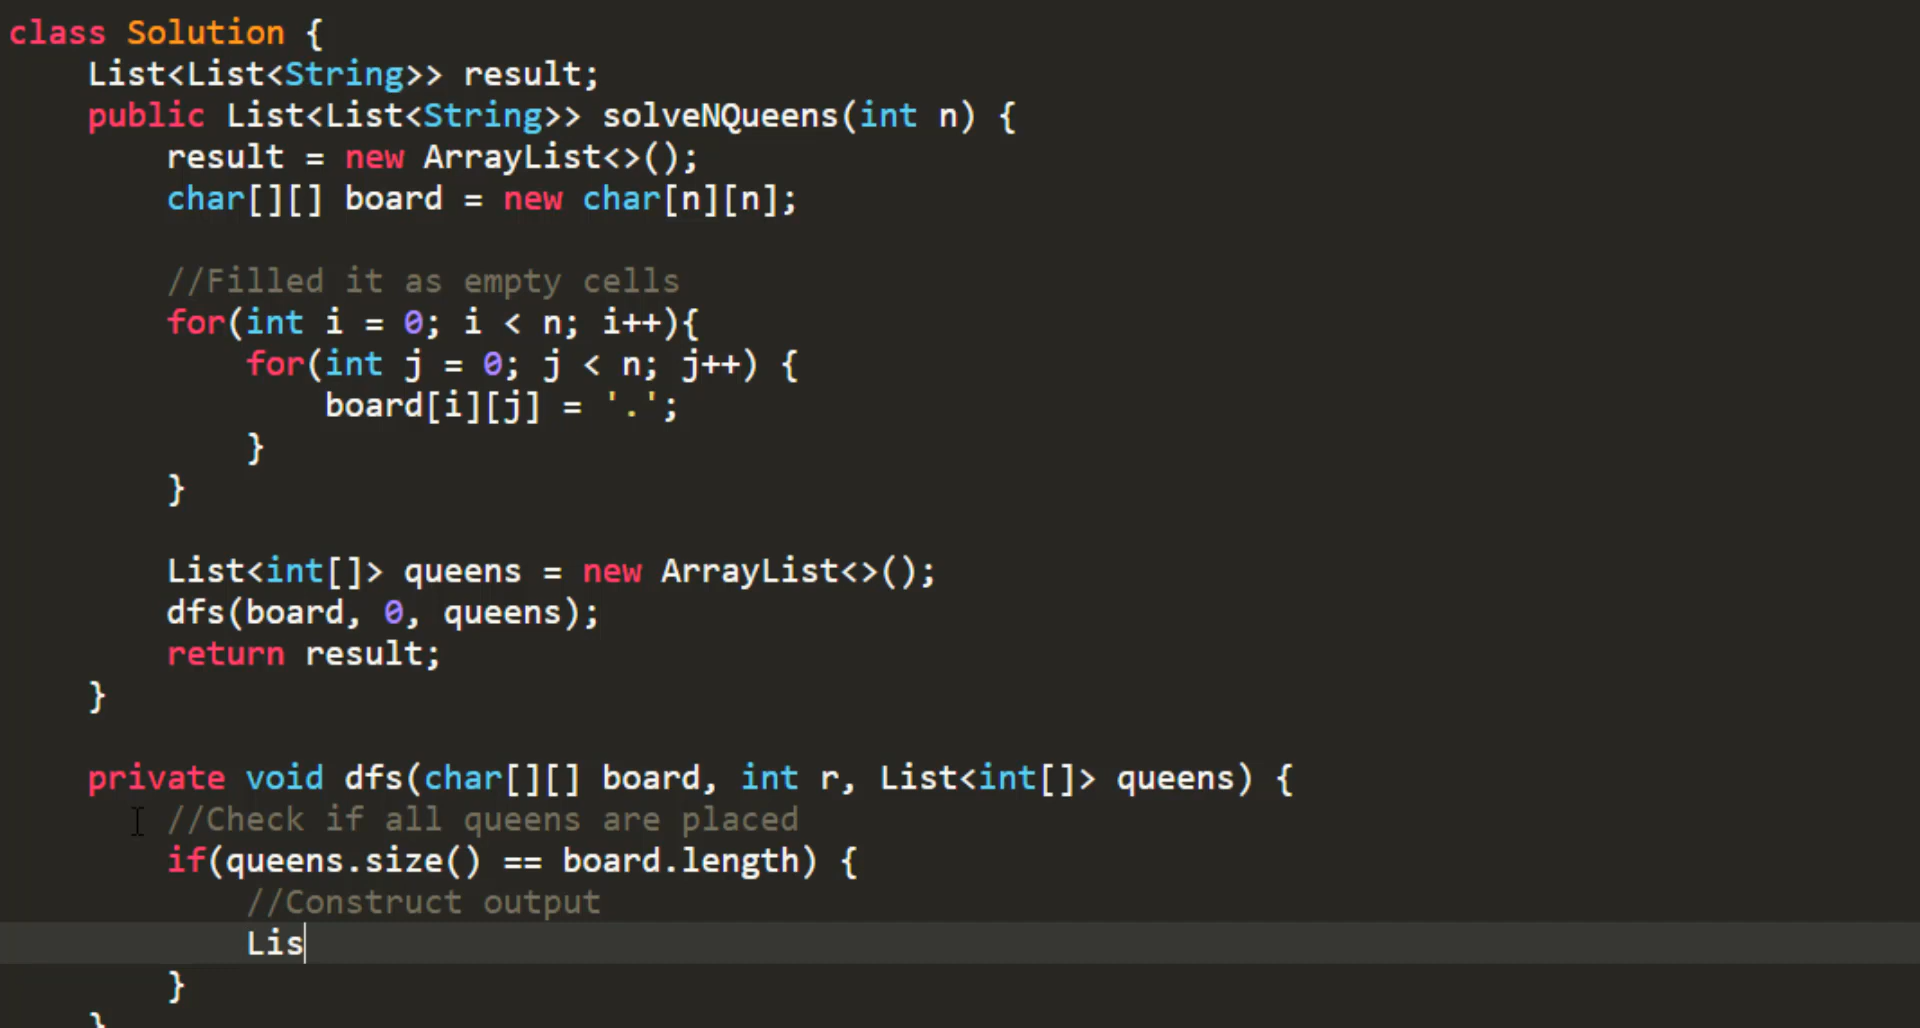 class Solution {
    List<List<String>> result;
    public List<List<String>> solveNQueens(int n) {
        result = new ArrayList<>();
        char[][] board = new char[n][n];

        //Filled it as empty cells
        for(int i = 0; i < n; i++){
            for(int j = 0; j < n; j++) {
                board[i][j] = '.';
            }
        }

        List<int[]> queens = new ArrayList<>();
        dfs(board, 0, queens);
        return result;
    }

    private void dfs(char[][] board, int r, List<int[]> queens) {
        //Check if all queens are placed
        if(queens.size() == board.length) {
            //Construct output
            Lis
        }
    }